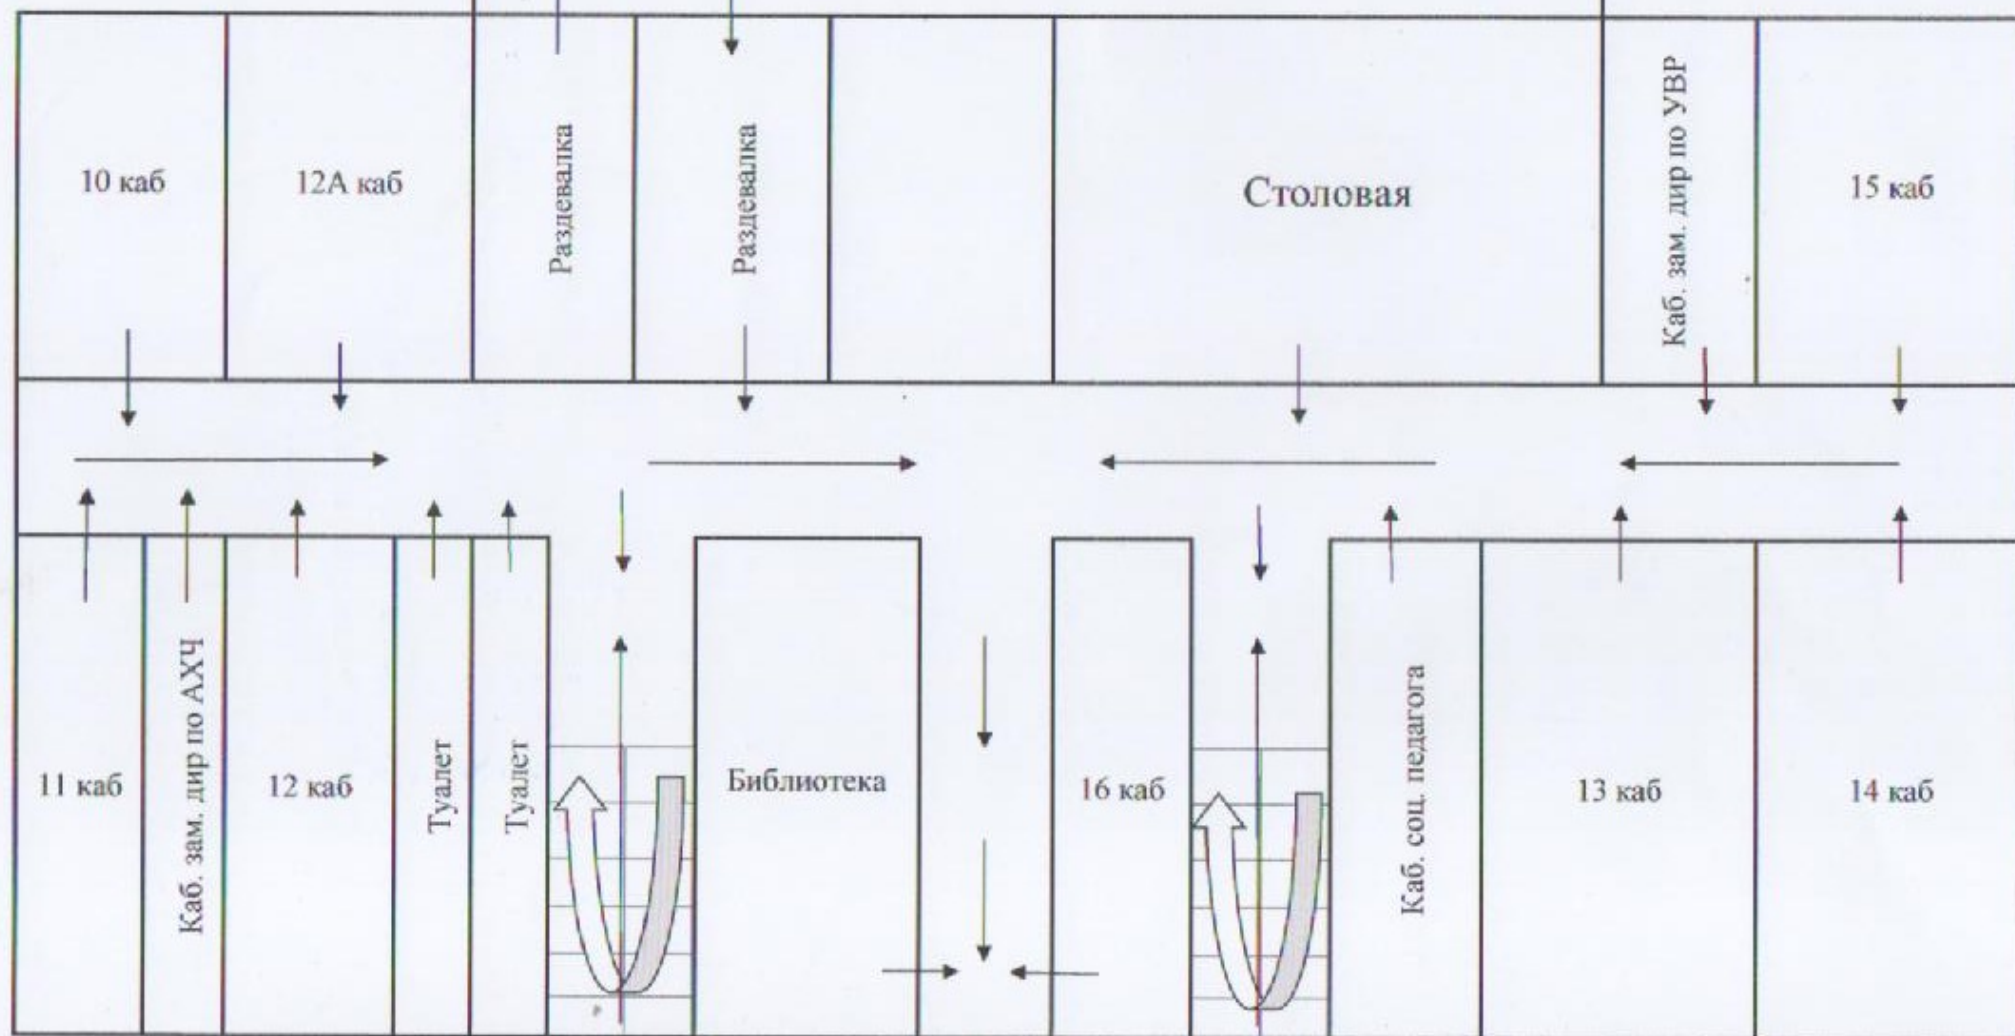 10 каб
12А каб
Раздевалка
Раздевалка
Столовая
Каб. зам. дир по УВР
15 каб
11 каб
Каб. зам. дир по АХЧ
12 каб
Туалет
Туалет
Библиотека
16 каб
Каб. соц. педагога
13 каб
14 каб